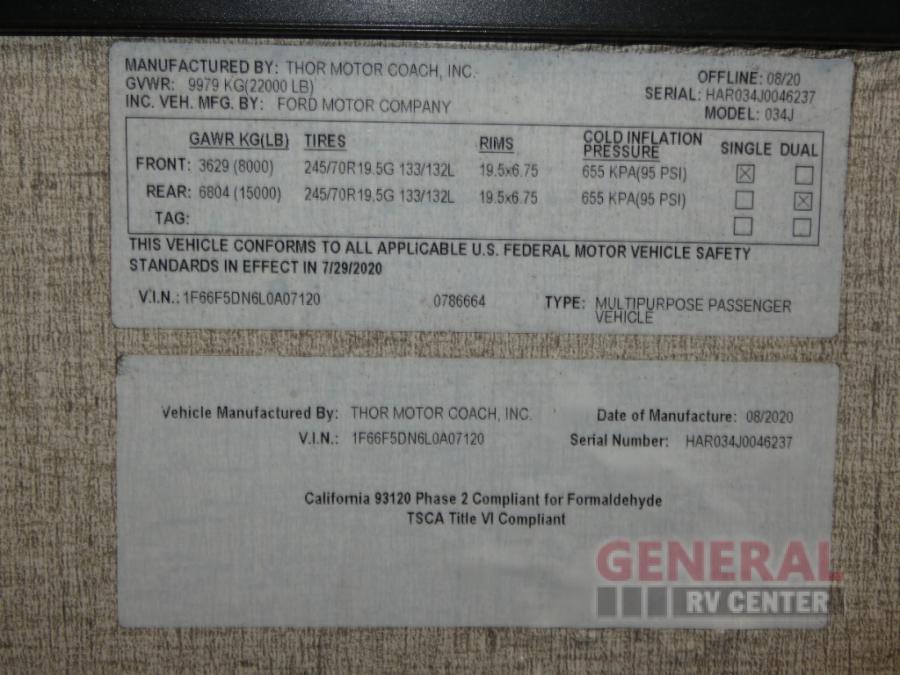 MANUFACTURED BY: THOR MOTOR COACH, INC. OFFLINE: 08/20
GVWR: 9979 KG(22000 LB) SERIAL: HAR034J0046237
INC. VEH. MFG. BY: FORD MOTOR COMPANY MODEL: 034J
GAWR KG(LB) TIRES RIMS COLD INFLATION PRESSURE SINGLE DUAL
FRONT: 3629 (8000) 245/70R19.5G 133/132L 19.5x6.75 655 KPA(95 PSI) ☒ ☐
REAR: 6804 (15000) 245/70R19.5G 133/132L 19.5x6.75 655 KPA(95 PSI) ☐ ☒
TAG: ☐ ☐
THIS VEHICLE CONFORMS TO ALL APPLICABLE U.S. FEDERAL MOTOR VEHICLE SAFETY
STANDARDS IN EFFECT IN 7/29/2020
V.I.N.: 1F66F5DN6L0A07120 0786664 TYPE: MULTIPURPOSE PASSENGER
VEHICLE
Vehicle Manufactured By: THOR MOTOR COACH, INC. Date of Manufacture: 08/2020
V.I.N.: 1F66F5DN6L0A07120 Serial Number: HAR034J0046237
California 93120 Phase 2 Compliant for Formaldehyde
TSCA Title VI Compliant
GENERAL
RV CENTER